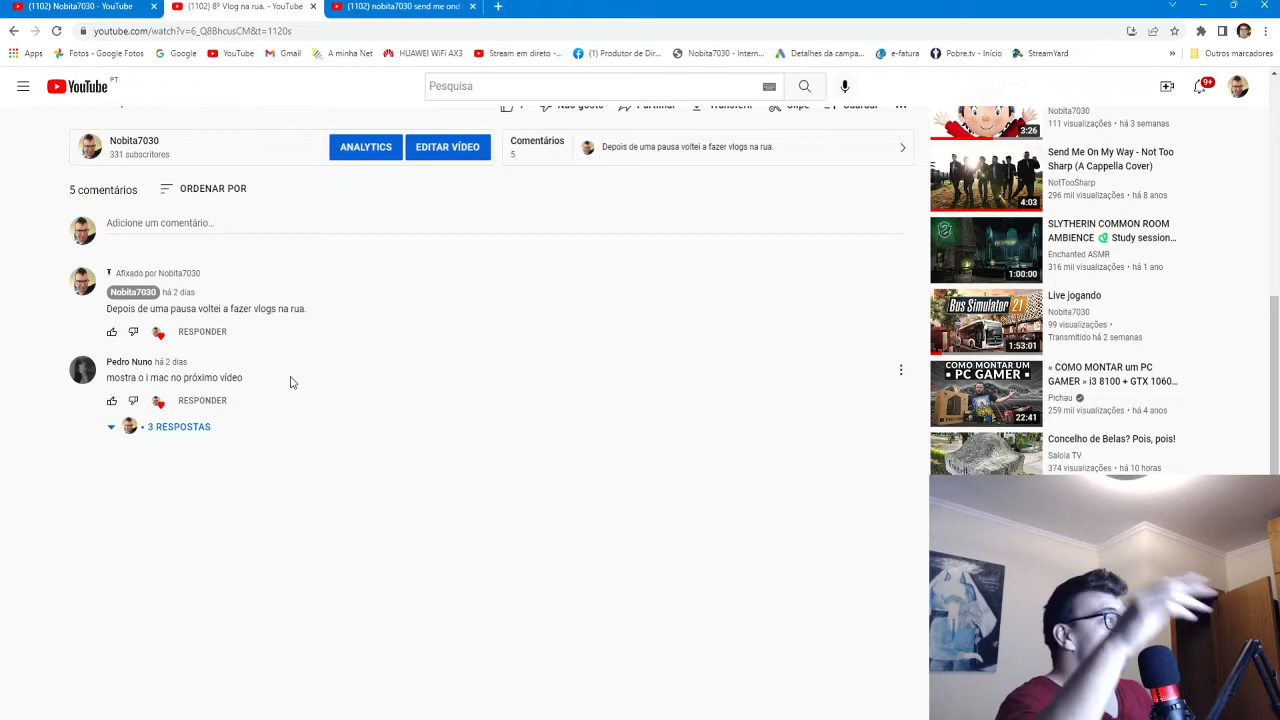 (1102) Nobita7030 - YouTube
(1102) 8º Vlog na rua. - YouTube
(1102) nobita7030 send me on
youtube.com/watch?v=6_Q8BhcusCM&t=1120s
Apps
Fotos - Google Fotos
Google
YouTube
Gmail
A minha Net
HUAWEI WiFi AX3
Stream em direto -...
(1) Produtor de Dir...
Nobita7030 - Intern...
Detalhes da campa...
e-fatura
Pobre.tv - Início
StreamYard
»
Outros marcadores
YouTube PT
Pesquisa
9+
Não gosto
Partilhar
Transferir
Clipe
Guardar
Nobita7030
331 subscritores
ANALYTICS
EDITAR VÍDEO
Comentários
5
Depois de uma pausa voltei a fazer vlogs na rua.
5 comentários
ORDENAR POR
Adicione um comentário...
Afixado por Nobita7030
Nobita7030 há 2 dias
Depois de uma pausa voltei a fazer vlogs na rua.
RESPONDER
Pedro Nuno há 2 dias
mostra o i mac no próximo vídeo
RESPONDER
• 3 RESPOSTAS
3:26
Nobita7030
111 visualizações • há 3 semanas
4:03
Send Me On My Way - Not Too
Sharp (A Cappella Cover)
NotTooSharp
296 mil visualizações • há 8 anos
1:00:00
SLYTHERIN COMMON ROOM
AMBIENCE Study session...
Enchanted ASMR
316 mil visualizações • há 1 ano
Bus Simulator 21
1:53:01
Live jogando
Nobita7030
99 visualizações •
Transmitido há 2 semanas
COMO MONTAR UM
PC GAMER
22:41
« COMO MONTAR um PC
GAMER » i3 8100 + GTX 1060...
Pichau
259 mil visualizações • há 4 anos
Concelho de Belas? Pois, pois!
Saloia TV
374 visualizações • há 10 horas